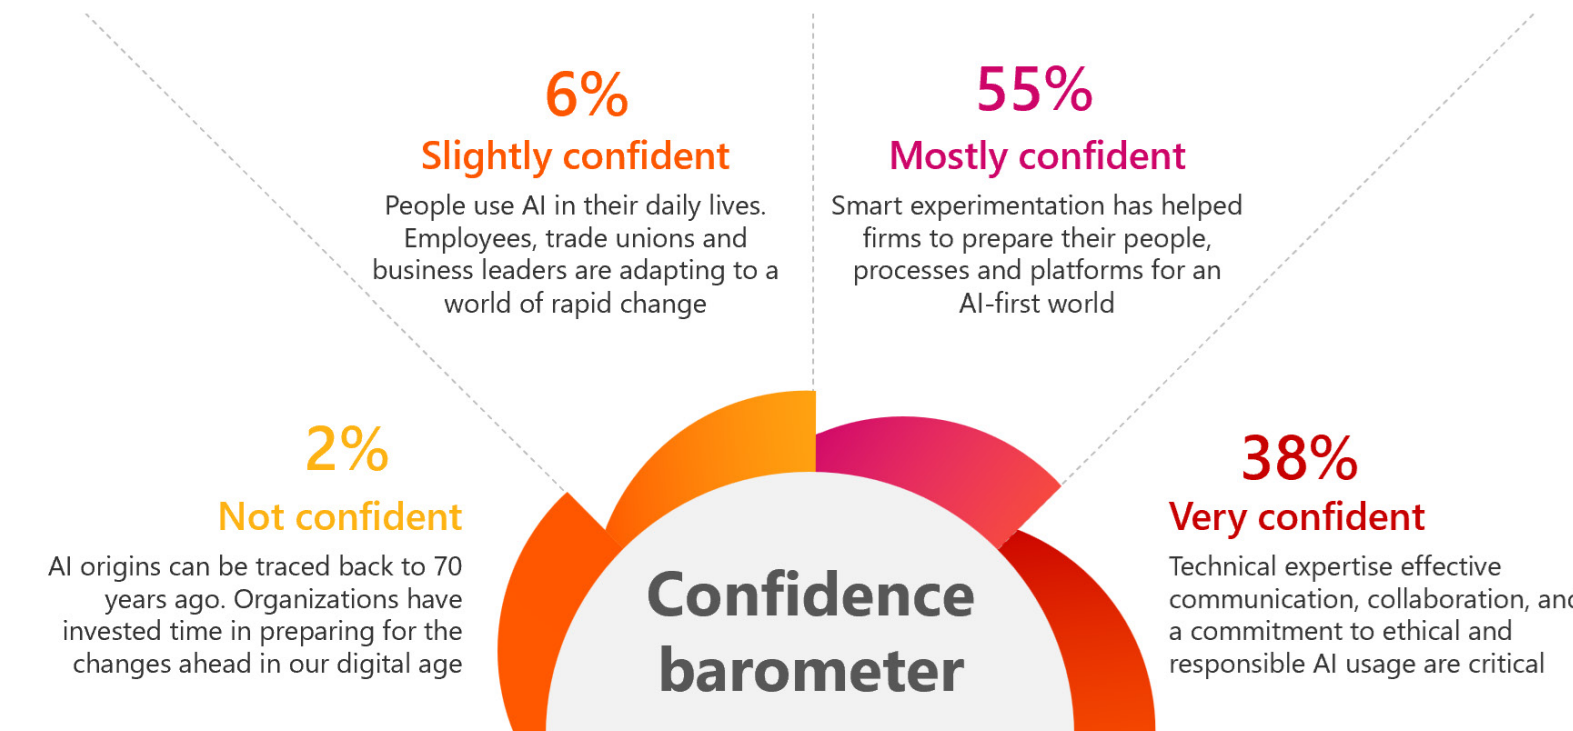 6%
Slightly confident
People use AI in their daily lives.
Employees, trade unions and
business leaders are adapting to a
world of rapid change
55%
Mostly confident
Smart experimentation has helped
firms to prepare their people,
processes and platforms for an
AI-first world
2%
Not confident
AI origins can be traced back to 70
years ago. Organizations have
invested time in preparing for the
changes ahead in our digital age
38%
Very confident
Technical expertise effective
communication, collaboration, and
a commitment to ethical and
responsible AI usage are critical
Confidence
barometer